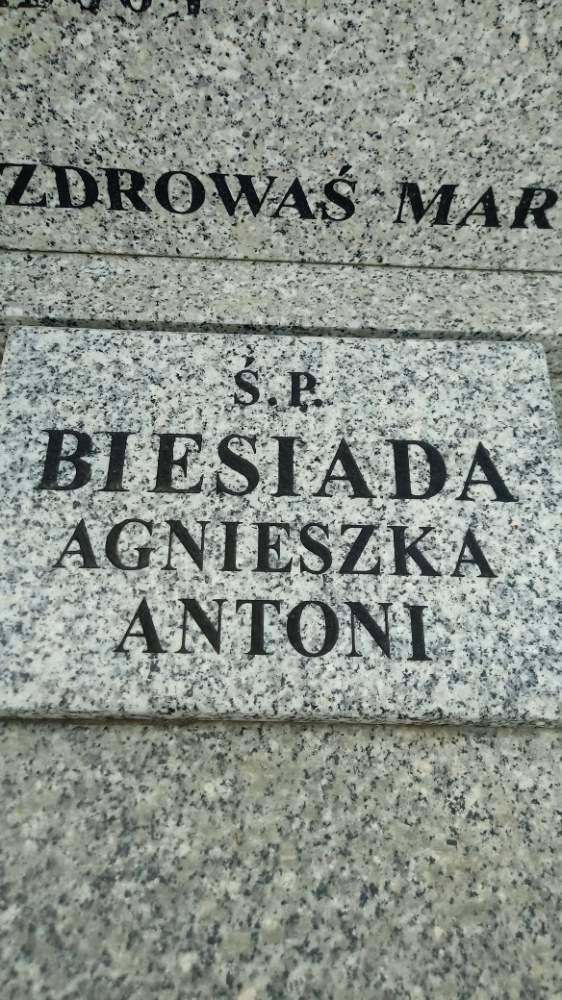 ZDROWAŚ MAR
Ś.P.
BIESIADA
AGNIESZKA
ANTONI